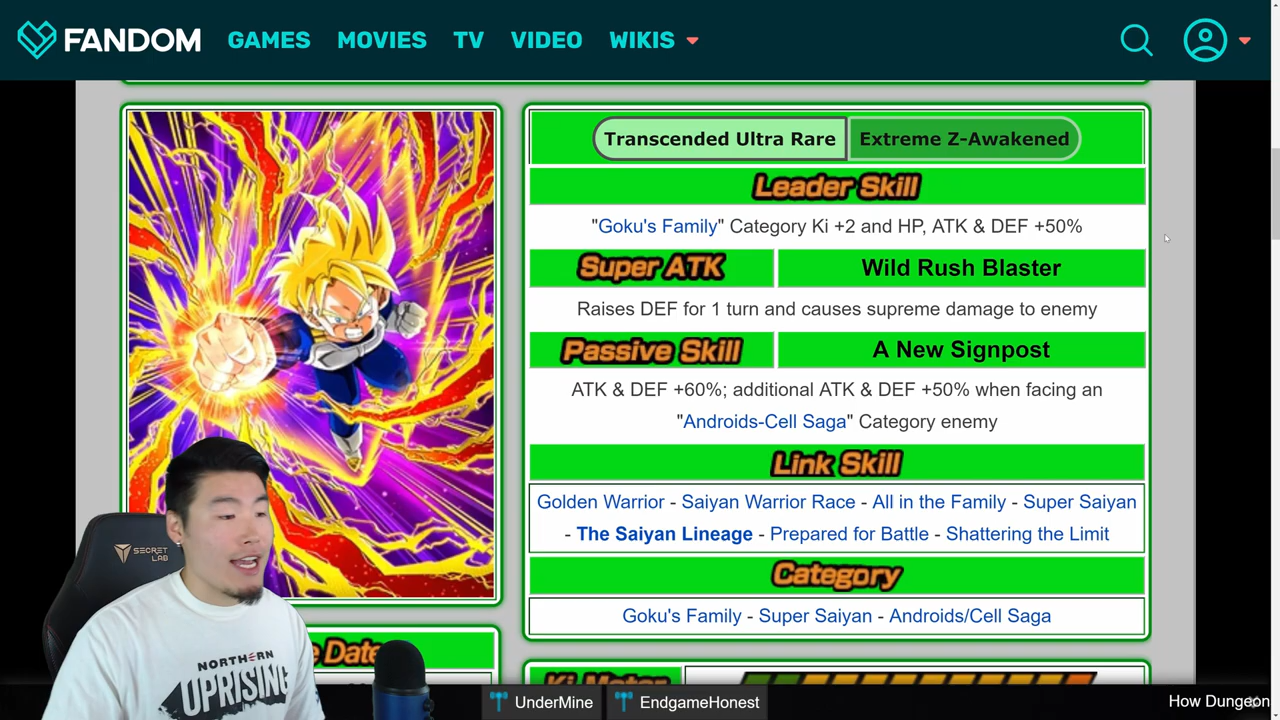 FANDOM GAMES MOVIES TV VIDEO WIKIS
Transcended Ultra Rare Extreme Z-Awakened
Leader Skill
"Goku's Family" Category Ki +2 and HP, ATK & DEF +50%
Super ATK Wild Rush Blaster
Raises DEF for 1 turn and causes supreme damage to enemy
Passive Skill A New Signpost
ATK & DEF +60%; additional ATK & DEF +50% when facing an
"Androids-Cell Saga" Category enemy
Link Skill
Golden Warrior - Saiyan Warrior Race - All in the Family - Super Saiyan
- The Saiyan Lineage - Prepared for Battle - Shattering the Limit
Category
Goku's Family - Super Saiyan - Androids/Cell Saga
SECRET
LAB
NORTHERN
UPRISING
e Date
Ki Meter
UnderMine EndgameHonest How Dungeon